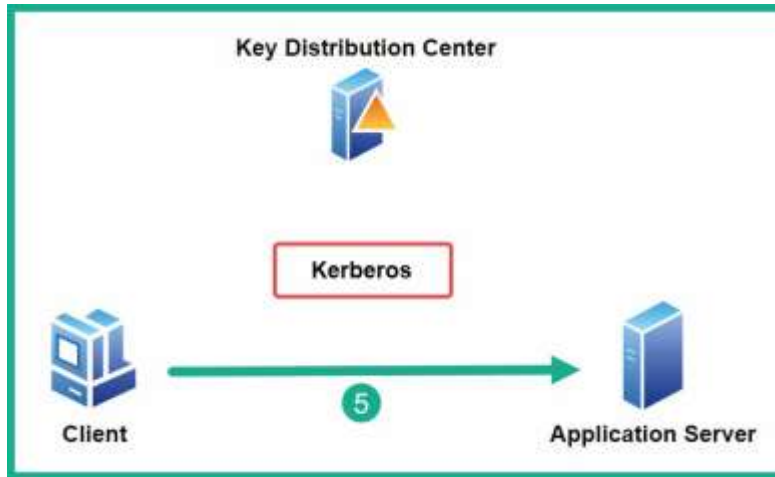 Key Distribution Center
Kerberos
5
Client
Application Server